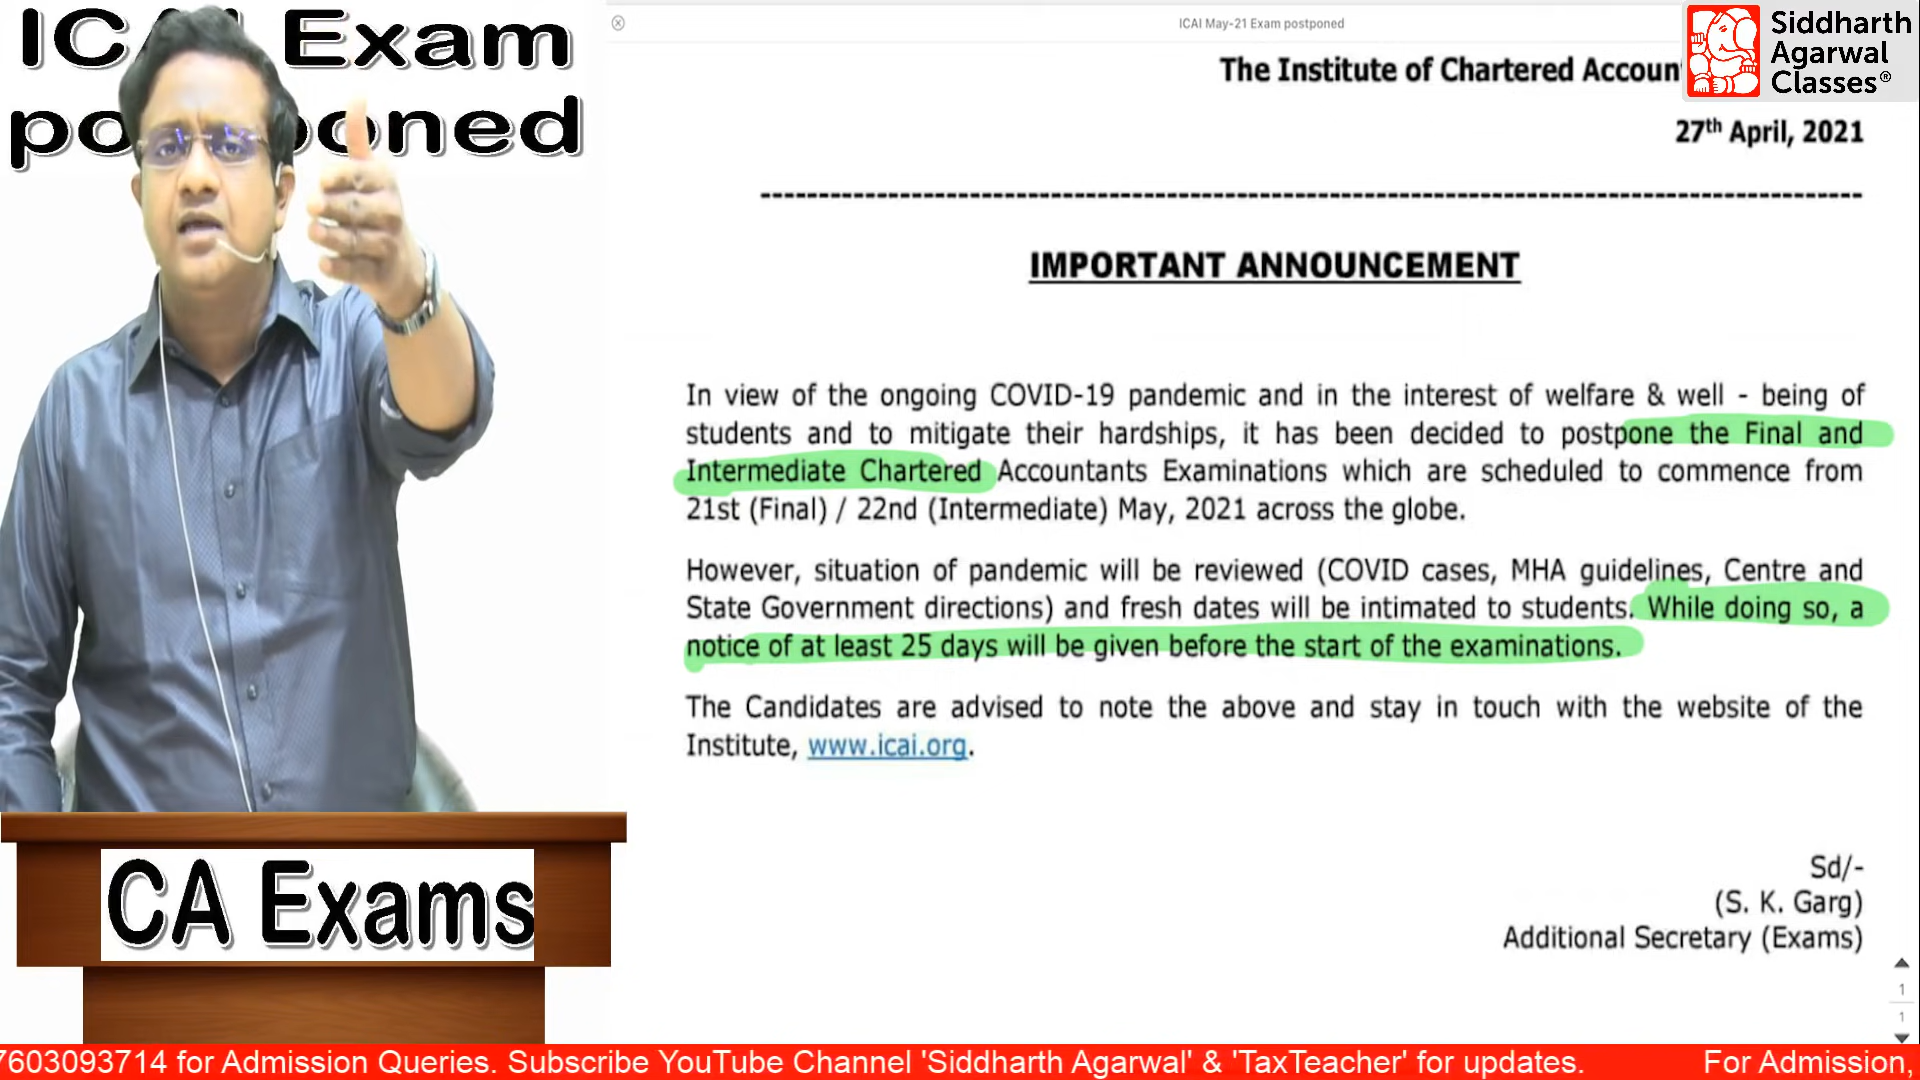 ICAI Exam
postponed
ICAI May-21 Exam postponed
Siddharth
Agarwal
Classes®
The Institute of Chartered Accoun
27th April, 2021
IMPORTANT ANNOUNCEMENT
In view of the ongoing COVID-19 pandemic and in the interest of welfare & well - being of
students and to mitigate their hardships, it has been decided to postpone the Final and
Intermediate Chartered Accountants Examinations which are scheduled to commence from
21st (Final) / 22nd (Intermediate) May, 2021 across the globe.
However, situation of pandemic will be reviewed (COVID cases, MHA guidelines, Centre and
State Government directions) and fresh dates will be intimated to students. While doing so, a
notice of at least 25 days will be given before the start of the examinations.
The Candidates are advised to note the above and stay in touch with the website of the
Institute, www.icai.org.
Sd/-
(S. K. Garg)
Additional Secretary (Exams)
1
1
CA Exams
7603093714 for Admission Queries. Subscribe YouTube Channel 'Siddharth Agarwal' & 'TaxTeacher' for updates. For Admission,